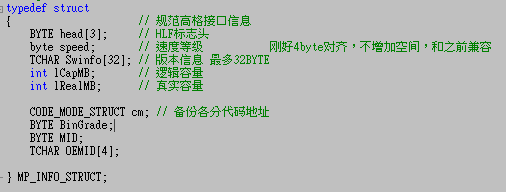 typedef struct
{ // 规范高格接口信息
BYTE head[3]; // HLF标志头
byte speed; // 速度等级 刚好4byte对齐，不增加空间，和之前兼容
TCHAR Swinfo[32]; // 版本信息 最多32BYTE
int lCapMB; // 逻辑容量
int lRealMB; // 真实容量
CODE_MODE_STRUCT cm; // 备份各分代码地址
BYTE BinGrade;
BYTE MID;
TCHAR OEMID[4];
} MP_INFO_STRUCT;